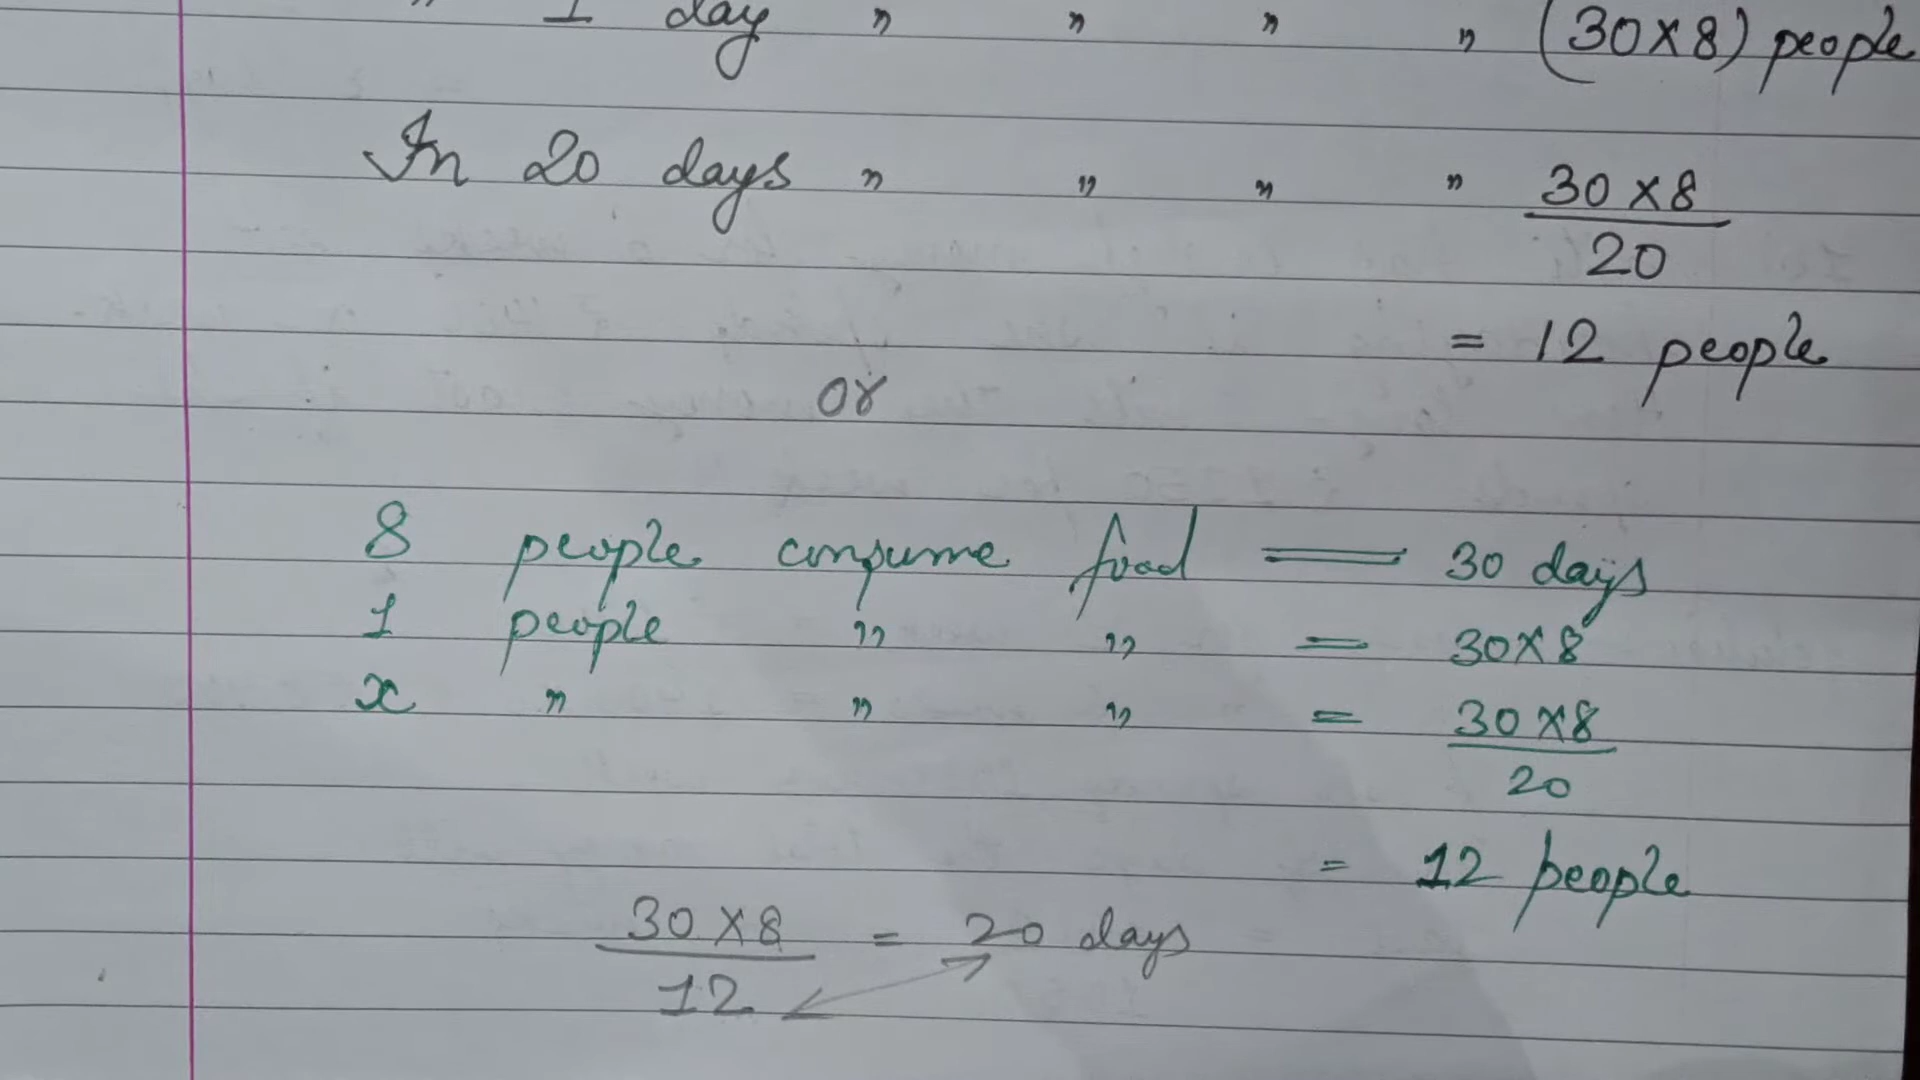 " 1 day " " " " (30×8) people
In 20 days " " " " 30×8
20
= 12 people
or
8 people consume food = 30 days
1 people " " = 30×8
x " " " = 30×8
20
= 12 people
30×8 = 20 days
12